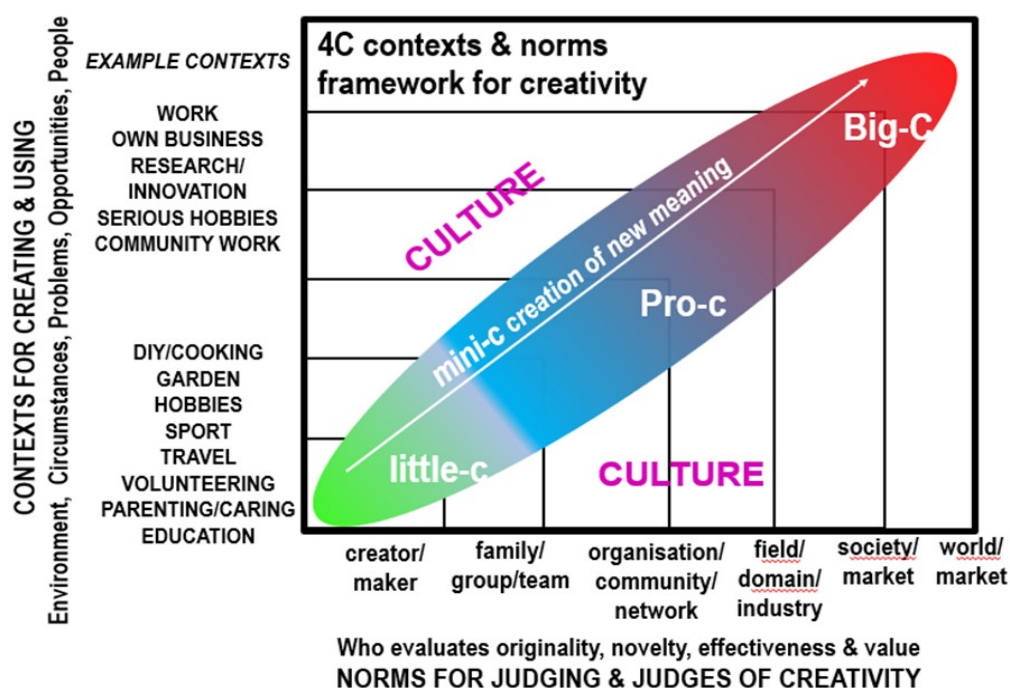 4C contexts & norms
framework for creativity
CONTEXTS FOR CREATING & USING
Environment, Circumstances, Problems, Opportunities, People
EXAMPLE CONTEXTS
WORK
OWN BUSINESS
RESEARCH/
INNOVATION
SERIOUS HOBBIES
COMMUNITY WORK
DIY/COOKING
GARDEN
HOBBIES
SPORT
TRAVEL
VOLUNTEERING
PARENTING/CARING
EDUCATION
CULTURE
Big-C
mini-c creation of new meaning
Pro-c
little-c
CULTURE
creator/
maker
family/
group/team
organisation/
community/
network
field/
domain/
industry
society/
market
world/
market
Who evaluates originality, novelty, effectiveness & value
NORMS FOR JUDGING & JUDGES OF CREATIVITY